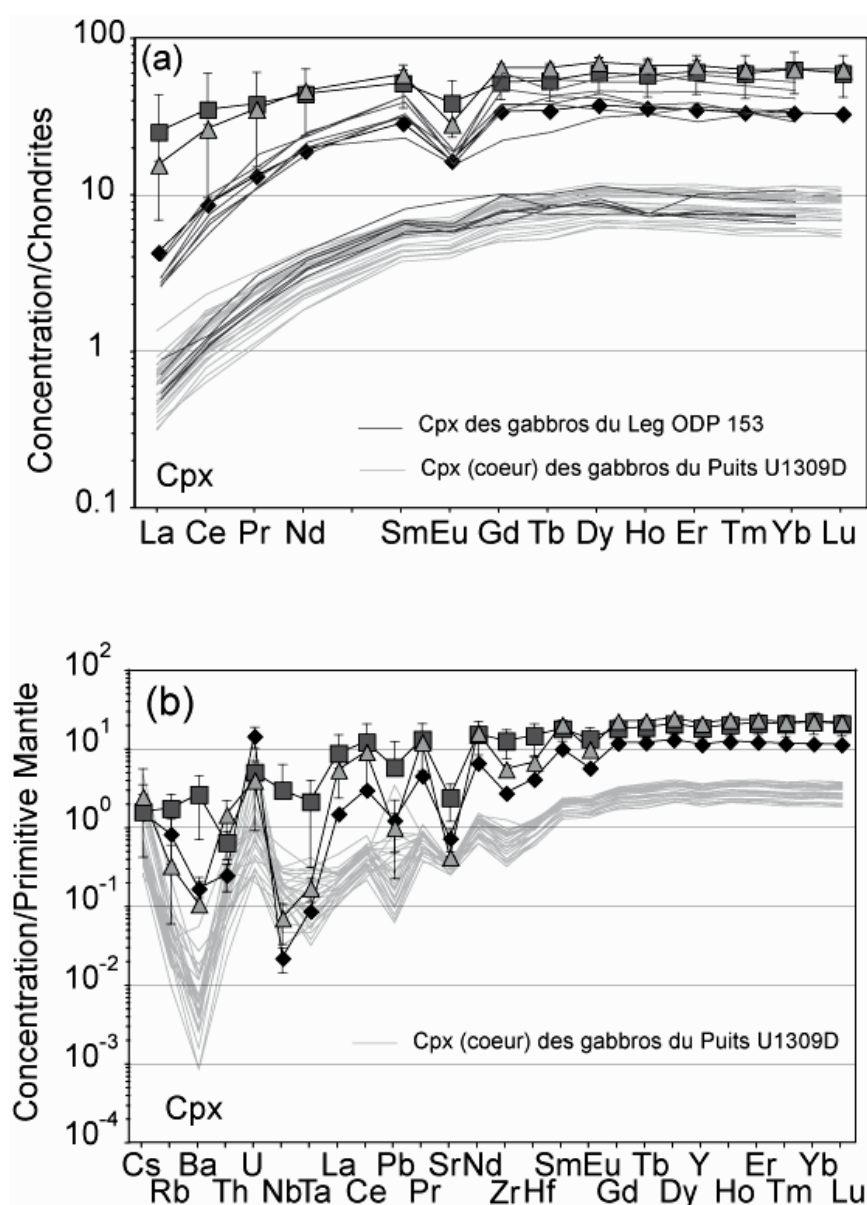 (a)
Concentration/Chondrites
100
10
1
0.1
Cpx des gabbros du Leg ODP 153
Cpx (coeur) des gabbros du Puits U1309D
Cpx
La Ce Pr Nd Sm Eu Gd Tb Dy Ho Er Tm Yb Lu
(b)
Concentration/Primitive Mantle
10²
10¹
10⁰
10⁻¹
10⁻²
10⁻³
10⁻⁴
Cpx (coeur) des gabbros du Puits U1309D
Cpx
Cs Ba U La Pb Sr Nd Sm Eu Tb Y Er Yb
Rb Th Nb Ta Ce Pr Zr Hf Gd Dy Ho Tm Lu